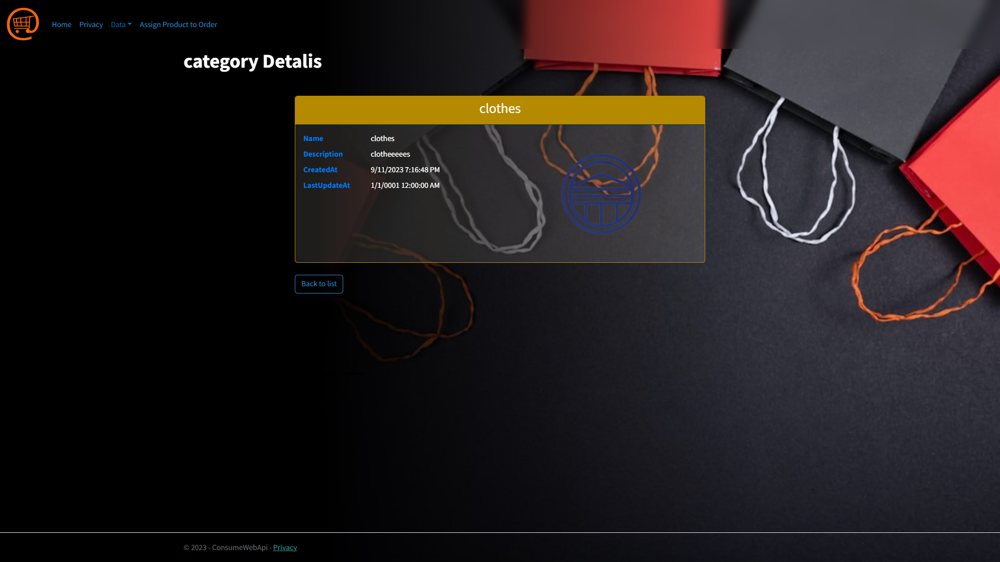 Home Privacy Data Assign Product to Order
category Detalis
clothes
Name clothes
Description clotheeeees
CreatedAt 9/11/2023 7:16:48 PM
LastUpdateAt 1/1/0001 12:00:00 AM
Back to list
© 2023 - ConsumeWebApi - Privacy